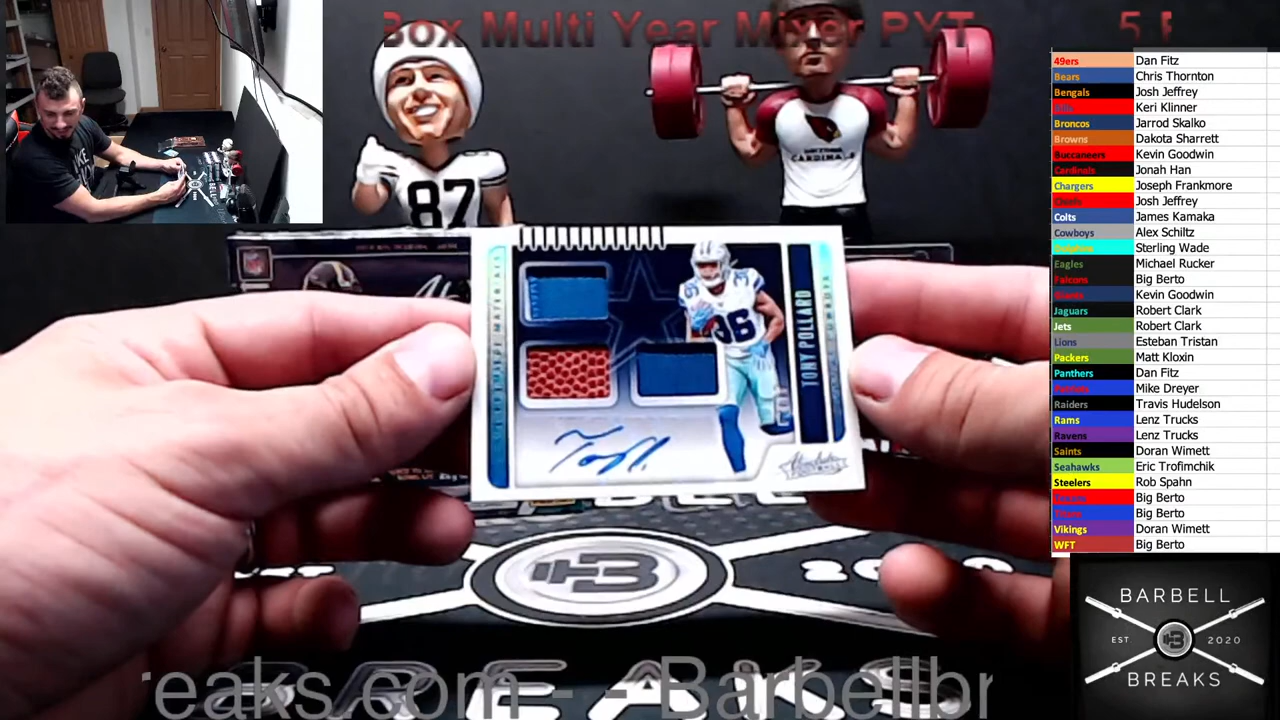 Box Multi Year Mixer PYT
49ers Dan Fitz
Bears Chris Thornton
Bengals Josh Jeffrey
Keri Klinner
Broncos Jarrod Skalko
Browns Dakota Sharrett
Buccaneers Kevin Goodwin
Cardinals Jonah Han
Chargers Joseph Frankmore
Chiefs Josh Jeffrey
Colts James Kamaka
Cowboys Alex Schiltz
Dolphins Sterling Wade
Eagles Michael Rucker
Falcons Big Berto
Giants Kevin Goodwin
Jaguars Robert Clark
Jets Robert Clark
Lions Esteban Tristan
Packers Matt Kloxin
Panthers Dan Fitz
Patriots Mike Dreyer
Raiders Travis Hudelson
Rams Lenz Trucks
Ravens Lenz Trucks
Saints Doran Wimett
Seahawks Eric Trofimchik
Steelers Rob Spahn
Texans Big Berto
Titans Big Berto
Vikings Doran Wimett
WFT Big Berto
87
CARDINALS
36
TONY POLLARD
Absolute
FOOTBALL
BARBELL
EST 2020
BREAKS
reaks.com - - Barbellbr